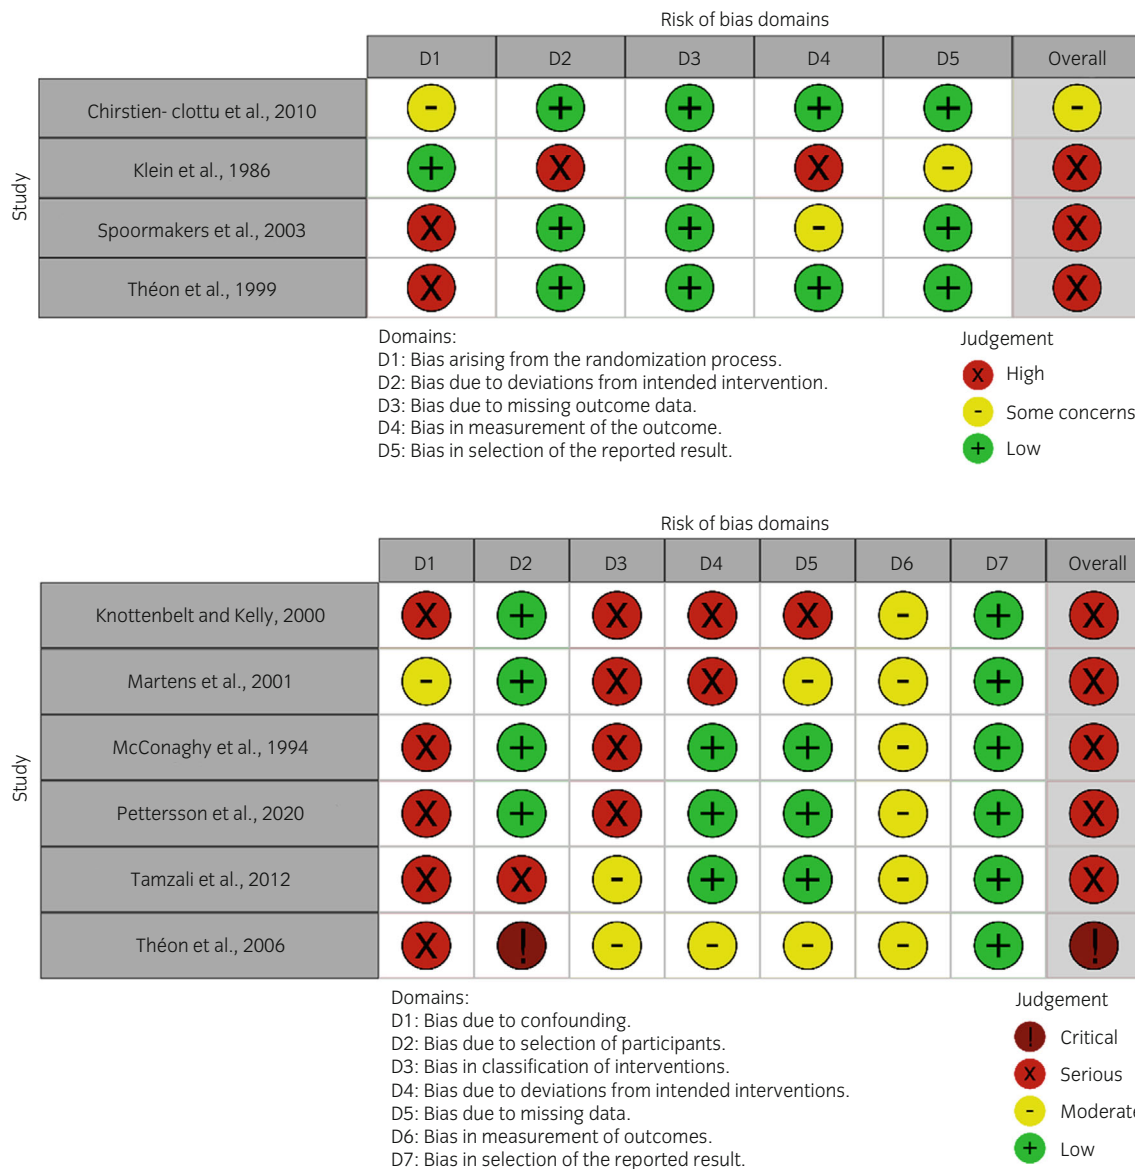 Risk of bias domains
D1 D2 D3 D4 D5 Overall
Study
Chirstien- clottu et al., 2010 - + + + + -
Klein et al., 1986 + X + X - X
Spoormakers et al., 2003 X + + - + X
Théon et al., 1999 X + + + + X
Domains:
D1: Bias arising from the randomization process.
D2: Bias due to deviations from intended intervention.
D3: Bias due to missing outcome data.
D4: Bias in measurement of the outcome.
D5: Bias in selection of the reported result.
Judgement
X High
- Some concerns
+ Low
Risk of bias domains
D1 D2 D3 D4 D5 D6 D7 Overall
Study
Knottenbelt and Kelly, 2000 X + X X X - + X
Martens et al., 2001 - + X X - - + X
McConaghy et al., 1994 X + X + + - + X
Pettersson et al., 2020 X + X + + - + X
Tamzali et al., 2012 X X - + + - + X
Théon et al., 2006 X ! - - - - + !
Domains:
D1: Bias due to confounding.
D2: Bias due to selection of participants.
D3: Bias in classification of interventions.
D4: Bias due to deviations from intended interventions.
D5: Bias due to missing data.
D6: Bias in measurement of outcomes.
D7: Bias in selection of the reported result.
Judgement
! Critical
X Serious
- Moderate
+ Low